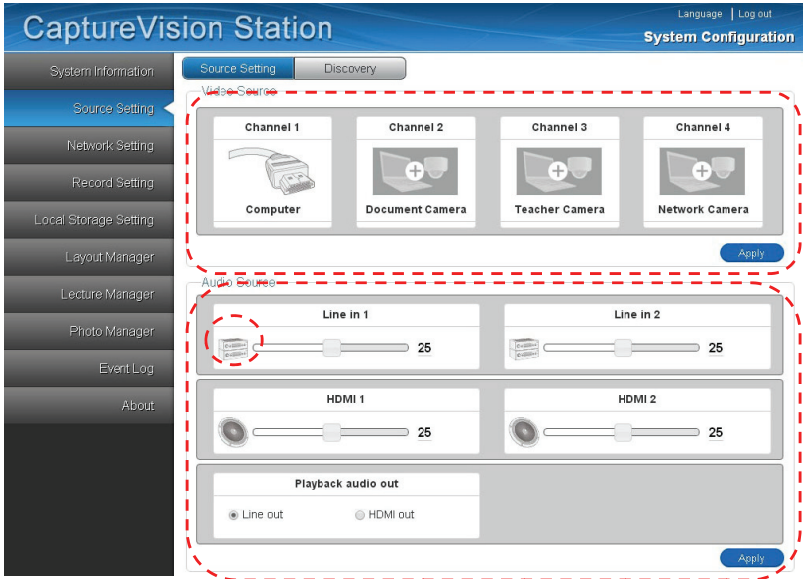 CaptureVision Station
Language | Log out
System Configuration
System Information
Source Setting
Network Setting
Record Setting
Local Storage Setting
Layout Manager
Lecture Manager
Photo Manager
Event Log
About
Source Setting
Discovery
Video Source
Channel 1
Channel 2
Channel 3
Channel 4
Computer
Document Camera
Teacher Camera
Network Camera
Apply
Audio Source
Line in 1
Line in 2
25
25
HDMI 1
HDMI 2
25
25
Playback audio out
Line out
HDMI out
Apply